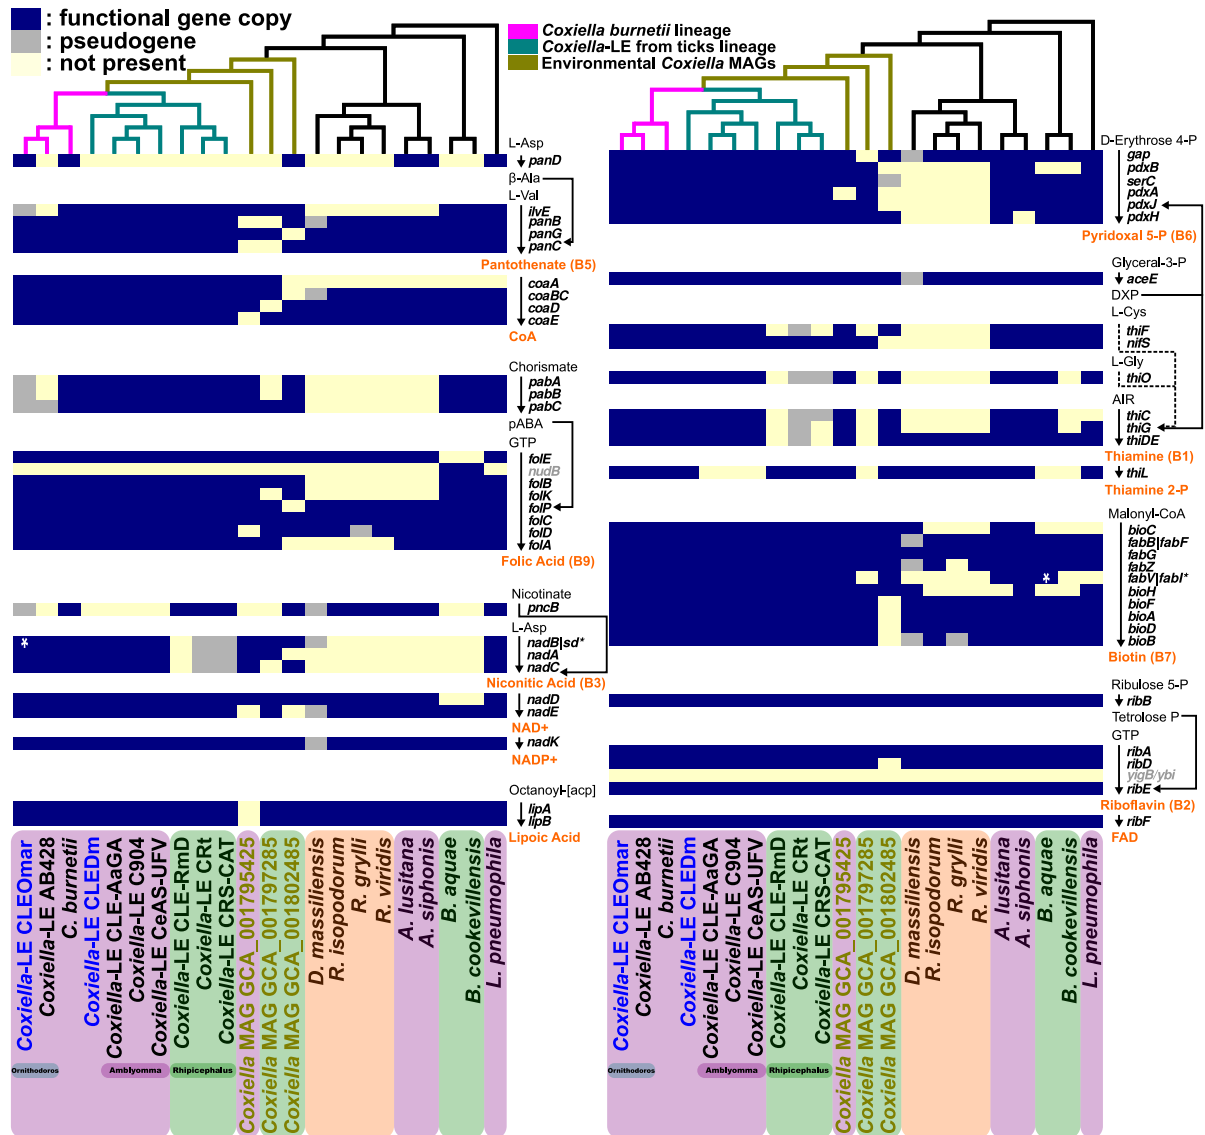 : functional gene copy
: pseudogene
: not present
Coxiella burnetii lineage
Coxiella-LE from ticks lineage
Environmental Coxiella MAGs
L-Asp
panD
β-Ala
L-Val
ilvE
panB
panG
panC
Pantothenate (B5)
coaA
coaBC
coaD
coaE
CoA
Chorismate
pabA
pabB
pabC
pABA
GTP
folE
nudB
folB
folK
folP
folC
folD
folA
Folic Acid (B9)
Nicotinate
pncB
L-Asp
nadB|sd*
nadA
nadC
Niconitic Acid (B3)
nadD
nadE
NAD+
nadK
NADP+
Octanoyl-[acp]
lipA
lipB
Lipoic Acid
*
Coxiella-LE CLEOmar
Coxiella-LE AB428
C. burnetii
Coxiella-LE CLEDm
Coxiella-LE CLE-AaGA
Coxiella-LE C904
Coxiella-LE CeAS-UFV
Coxiella-LE CLE-RmD
Coxiella-LE CRt
Coxiella-LE CRS-CAT
Coxiella MAG GCA_001795425
Coxiella MAG GCA_001797285
Coxiella MAG GCA_001802485
D. massiliensis
R. isopodorum
R. grylli
R. viridis
A. lusitana
A. siphonis
B. aquae
B. cookevillensis
L. pneumophila
Ornithodoros
Amblyomma
Rhipicephalus
D-Erythrose 4-P
gap
pdxB
serC
pdxA
pdxJ
pdxH
Pyridoxal 5-P (B6)
Glyceral-3-P
aceE
DXP
L-Cys
thiF
nifS
L-Gly
thiO
AIR
thiC
thiG
thiDE
Thiamine (B1)
thiL
Thiamine 2-P
Malonyl-CoA
bioC
fabB|fabF
fabG
fabZ
fabV|fabI*
bioH
bioF
bioA
bioD
bioB
Biotin (B7)
Ribulose 5-P
ribB
Tetrolose P
GTP
ribA
ribD
yigB/ybi
ribE
Riboflavin (B2)
ribF
FAD
*
Coxiella-LE CLEOmar
Coxiella-LE AB428
C. burnetii
Coxiella-LE CLEDm
Coxiella-LE CLE-AaGA
Coxiella-LE C904
Coxiella-LE CeAS-UFV
Coxiella-LE CLE-RmD
Coxiella-LE CRt
Coxiella-LE CRS-CAT
Coxiella MAG GCA_001795425
Coxiella MAG GCA_001797285
Coxiella MAG GCA_001802485
D. massiliensis
R. isopodorum
R. grylli
R. viridis
A. lusitana
A. siphonis
B. aquae
B. cookevillensis
L. pneumophila
Ornithodoros
Amblyomma
Rhipicephalus